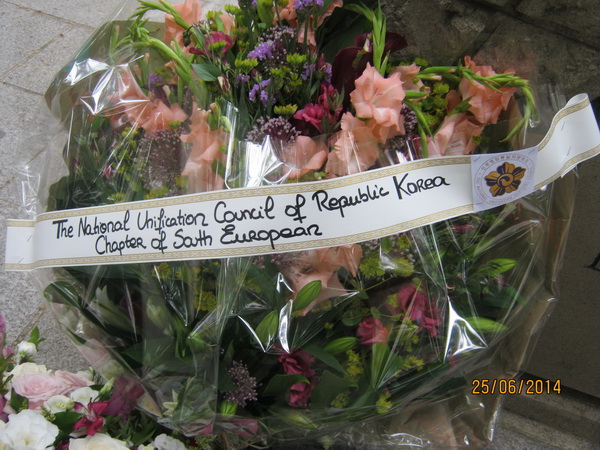 The National Unification Council of Republic Korea
Chapter of South European
25/06/2014